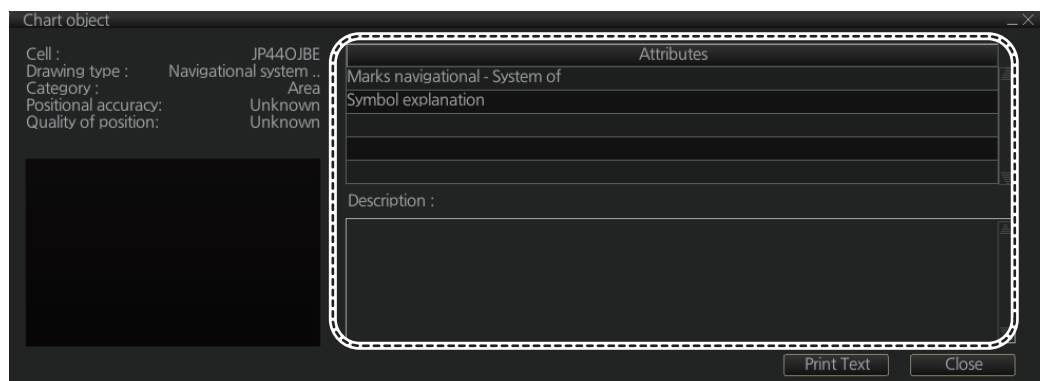 Chart object
Cell : JP44OJBE
Drawing type : Navigational system ..
Category : Area
Positional accuracy: Unknown
Quality of position: Unknown
Attributes
Marks navigational - System of
Symbol explanation
Description :
Print Text
Close